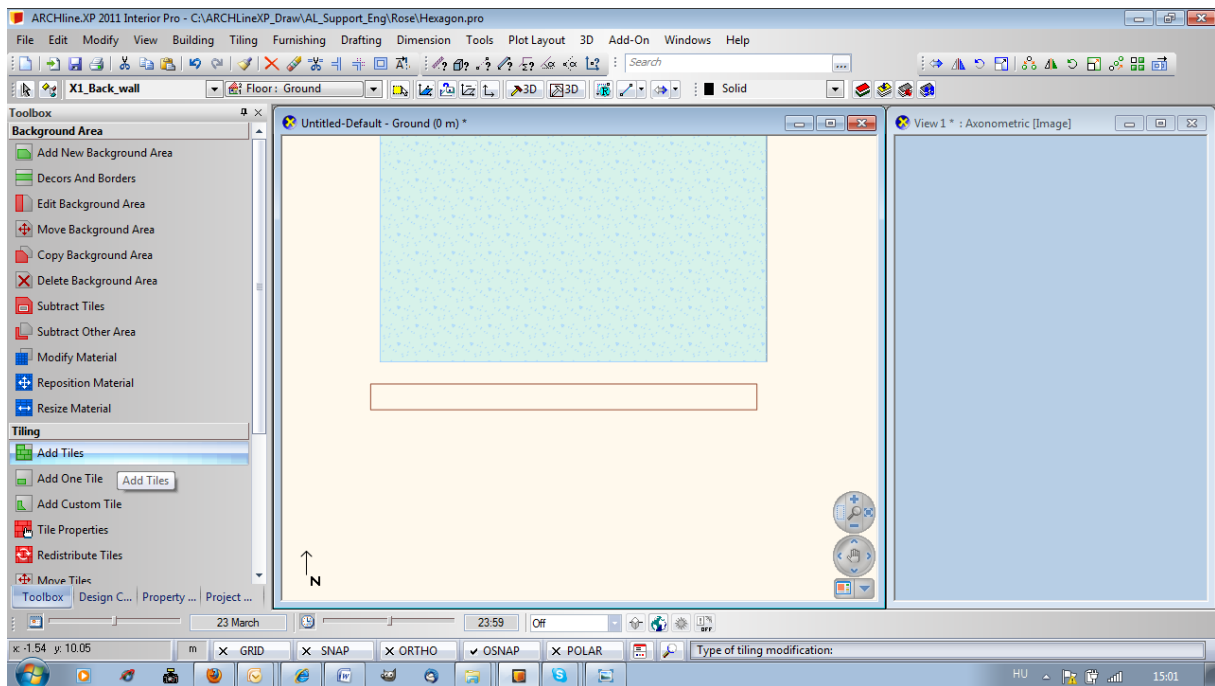 ARCHline.XP 2011 Interior Pro - C:\ARCHLineXP_Draw\AL_Support_Eng\Rose\Hexagon.pro
File Edit Modify View Building Tiling Furnishing Drafting Dimension Tools Plot Layout 3D Add-On Windows Help
Search ...
X1_Back_wall Floor : Ground 3D 3D Solid
Toolbox
Background Area
Add New Background Area
Decors And Borders
Edit Background Area
Move Background Area
Copy Background Area
Delete Background Area
Subtract Tiles
Subtract Other Area
Modify Material
Reposition Material
Resize Material
Tiling
Add Tiles
Add One Tile
Add Tiles
Add Custom Tile
Tile Properties
Redistribute Tiles
Move Tiles
Toolbox Design C... Property ... Project ...
Untitled-Default - Ground (0 m) *
N
View 1 * : Axonometric [Image]
23 March 23:59 Off OFF
x: -1.54 y: 10.05 m X GRID X SNAP X ORTHO ✓ OSNAP X POLAR Type of tiling modification:
HU 15:01